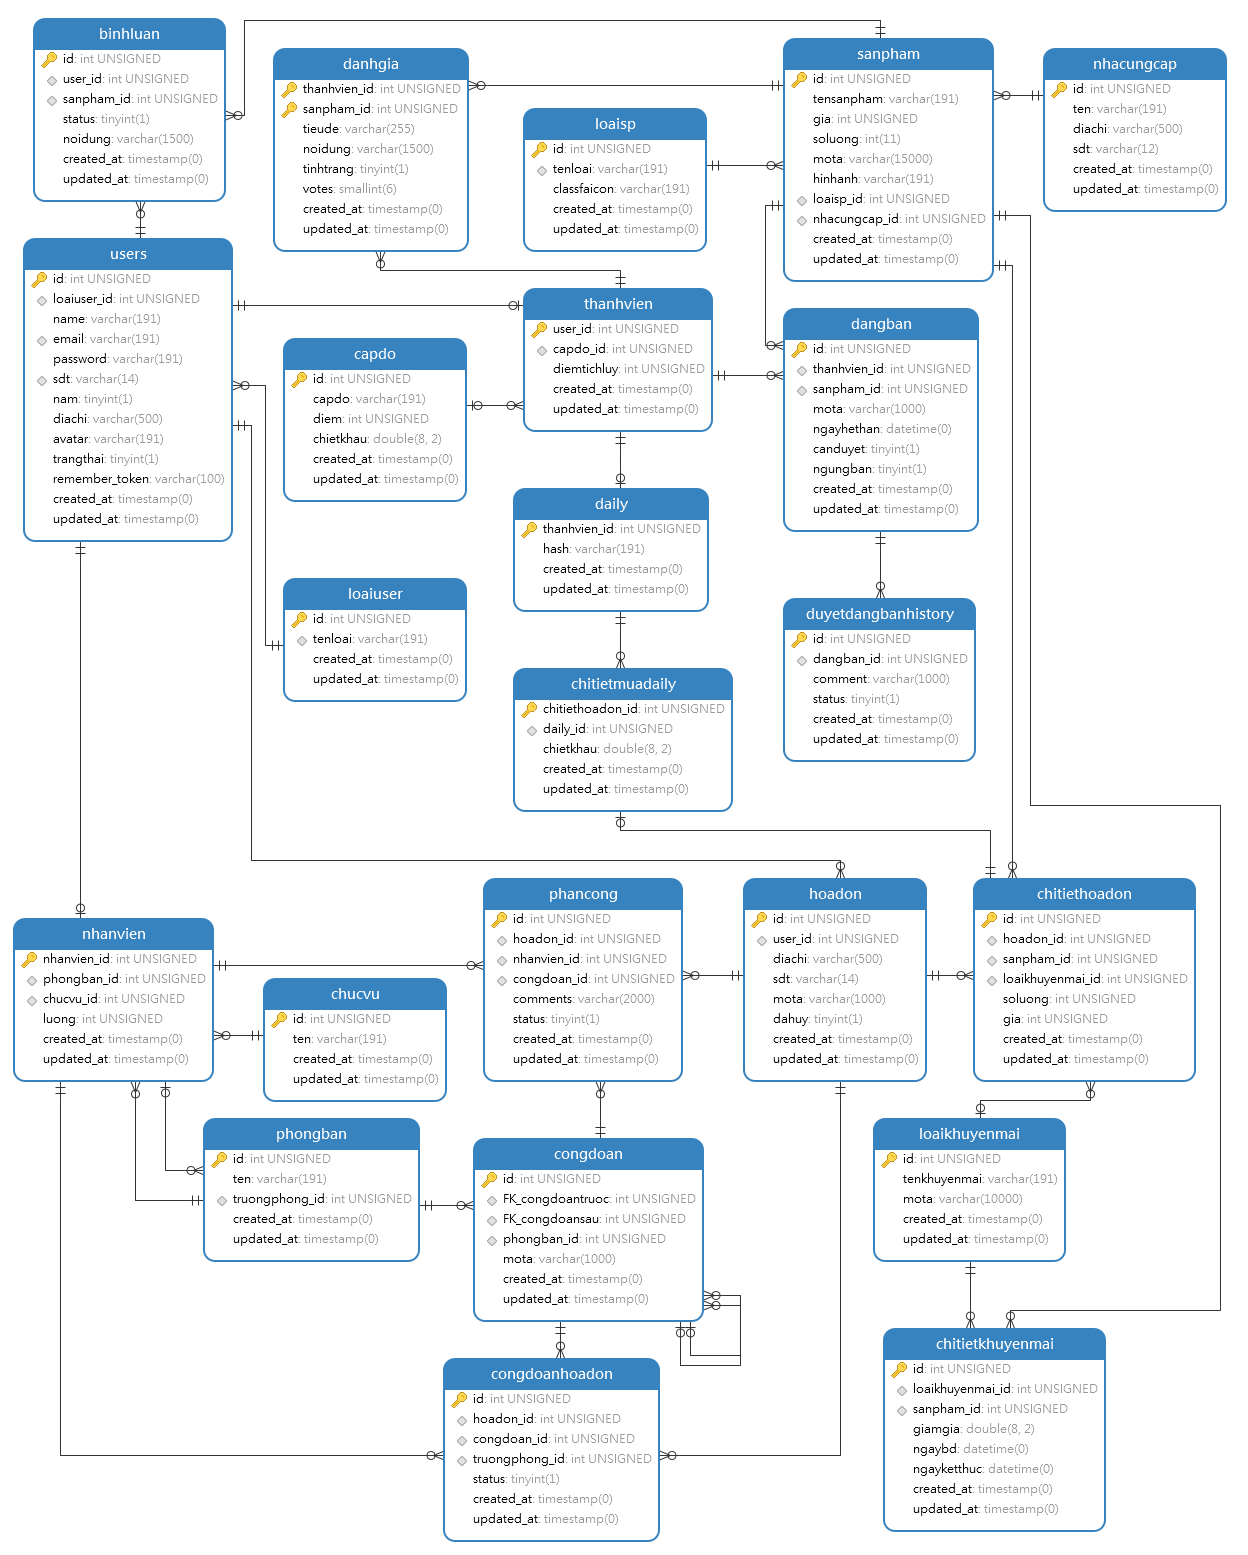 binhluan
id: int UNSIGNED
user_id: int UNSIGNED
sanpham_id: int UNSIGNED
status: tinyint(1)
noidung: varchar(1500)
created_at: timestamp(0)
updated_at: timestamp(0)
danhgia
thanhvien_id: int UNSIGNED
sanpham_id: int UNSIGNED
tieude: varchar(255)
noidung: varchar(1500)
tinhtrang: tinyint(1)
votes: smallint(6)
created_at: timestamp(0)
updated_at: timestamp(0)
loaisp
id: int UNSIGNED
tenloai: varchar(191)
classfaicon: varchar(191)
created_at: timestamp(0)
updated_at: timestamp(0)
sanpham
id: int UNSIGNED
tensanpham: varchar(191)
gia: int UNSIGNED
soluong: int(11)
mota: varchar(15000)
hinhanh: varchar(191)
loaisp_id: int UNSIGNED
nhacungcap_id: int UNSIGNED
created_at: timestamp(0)
updated_at: timestamp(0)
nhacungcap
id: int UNSIGNED
ten: varchar(191)
diachi: varchar(500)
sdt: varchar(12)
created_at: timestamp(0)
updated_at: timestamp(0)
users
id: int UNSIGNED
loaiuser_id: int UNSIGNED
name: varchar(191)
email: varchar(191)
password: varchar(191)
sdt: varchar(14)
nam: tinyint(1)
diachi: varchar(500)
avatar: varchar(191)
trangthai: tinyint(1)
remember_token: varchar(100)
created_at: timestamp(0)
updated_at: timestamp(0)
capdo
id: int UNSIGNED
capdo: varchar(191)
diem: int UNSIGNED
chietkhau: double(8, 2)
created_at: timestamp(0)
updated_at: timestamp(0)
thanhvien
user_id: int UNSIGNED
capdo_id: int UNSIGNED
diemtichluy: int UNSIGNED
created_at: timestamp(0)
updated_at: timestamp(0)
dangban
id: int UNSIGNED
thanhvien_id: int UNSIGNED
sanpham_id: int UNSIGNED
mota: varchar(1000)
ngayhethan: datetime(0)
canduyet: tinyint(1)
ngungban: tinyint(1)
created_at: timestamp(0)
updated_at: timestamp(0)
daily
thanhvien_id: int UNSIGNED
hash: varchar(191)
created_at: timestamp(0)
updated_at: timestamp(0)
loaiuser
id: int UNSIGNED
tenloai: varchar(191)
created_at: timestamp(0)
updated_at: timestamp(0)
duyetdangbanhistory
id: int UNSIGNED
dangban_id: int UNSIGNED
comment: varchar(1000)
status: tinyint(1)
created_at: timestamp(0)
updated_at: timestamp(0)
chitietmuadaily
chitiethoadon_id: int UNSIGNED
daily_id: int UNSIGNED
chietkhau: double(8, 2)
created_at: timestamp(0)
updated_at: timestamp(0)
nhanvien
nhanvien_id: int UNSIGNED
phongban_id: int UNSIGNED
chucvu_id: int UNSIGNED
luong: int UNSIGNED
created_at: timestamp(0)
updated_at: timestamp(0)
chucvu
id: int UNSIGNED
ten: varchar(191)
created_at: timestamp(0)
updated_at: timestamp(0)
phancong
id: int UNSIGNED
hoadon_id: int UNSIGNED
nhanvien_id: int UNSIGNED
congdoan_id: int UNSIGNED
comments: varchar(2000)
status: tinyint(1)
created_at: timestamp(0)
updated_at: timestamp(0)
hoadon
id: int UNSIGNED
user_id: int UNSIGNED
diachi: varchar(500)
sdt: varchar(14)
mota: varchar(1000)
dahuy: tinyint(1)
created_at: timestamp(0)
updated_at: timestamp(0)
chitiethoadon
id: int UNSIGNED
hoadon_id: int UNSIGNED
sanpham_id: int UNSIGNED
loaikhuyenmai_id: int UNSIGNED
soluong: int UNSIGNED
gia: int UNSIGNED
created_at: timestamp(0)
updated_at: timestamp(0)
phongban
id: int UNSIGNED
ten: varchar(191)
truongphong_id: int UNSIGNED
created_at: timestamp(0)
updated_at: timestamp(0)
congdoan
id: int UNSIGNED
FK_congdoantruoc: int UNSIGNED
FK_congdoansau: int UNSIGNED
phongban_id: int UNSIGNED
mota: varchar(1000)
created_at: timestamp(0)
updated_at: timestamp(0)
loaikhuyenmai
id: int UNSIGNED
tenkhuyenmai: varchar(191)
mota: varchar(10000)
created_at: timestamp(0)
updated_at: timestamp(0)
congdoanhoadon
id: int UNSIGNED
hoadon_id: int UNSIGNED
congdoan_id: int UNSIGNED
truongphong_id: int UNSIGNED
status: tinyint(1)
created_at: timestamp(0)
updated_at: timestamp(0)
chitietkhuyenmai
id: int UNSIGNED
loaikhuyenmai_id: int UNSIGNED
sanpham_id: int UNSIGNED
giamgia: double(8, 2)
ngaybd: datetime(0)
ngayketthuc: datetime(0)
created_at: timestamp(0)
updated_at: timestamp(0)